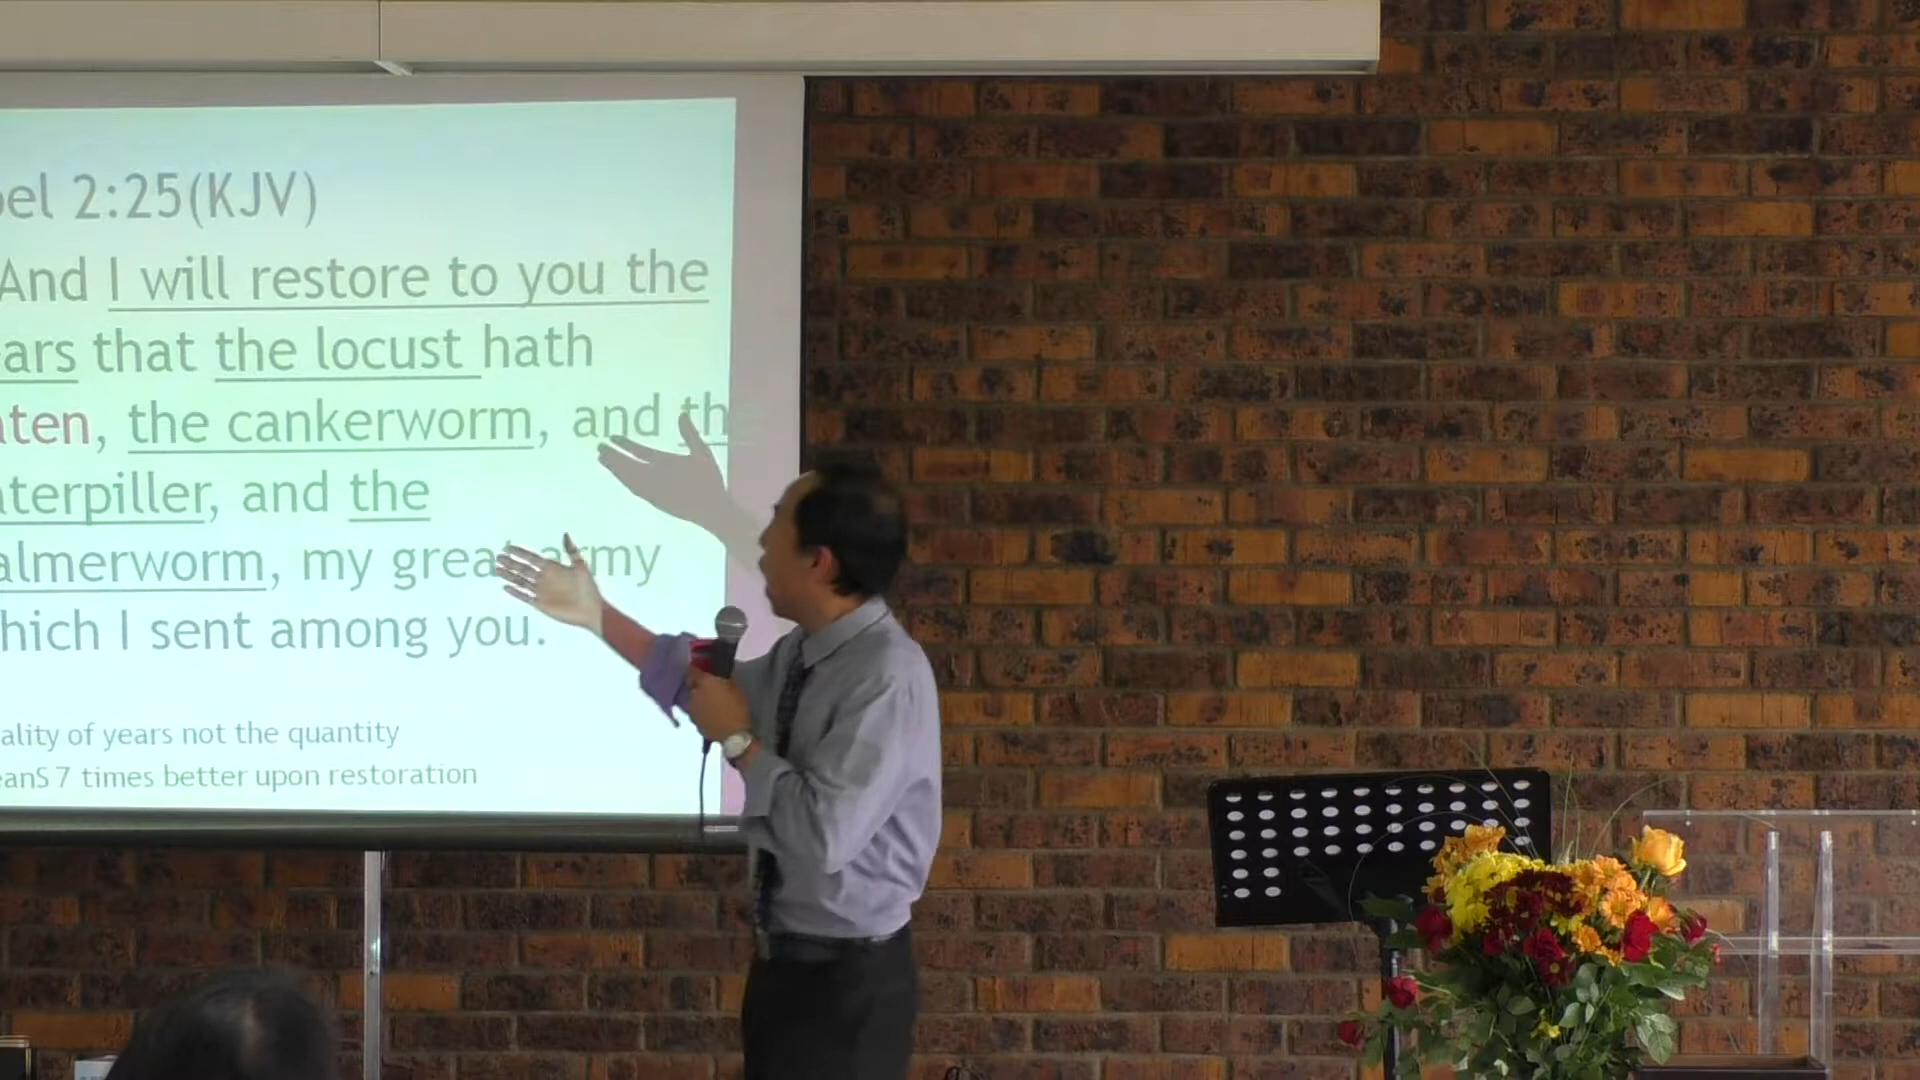 oel 2:25(KJV)
And I will restore to you the
ars that the locust hath
aten, the cankerworm, and the
aterpiller, and the
almerworm, my great army
hich I sent among you.
ality of years not the quantity
eanS 7 times better upon restoration